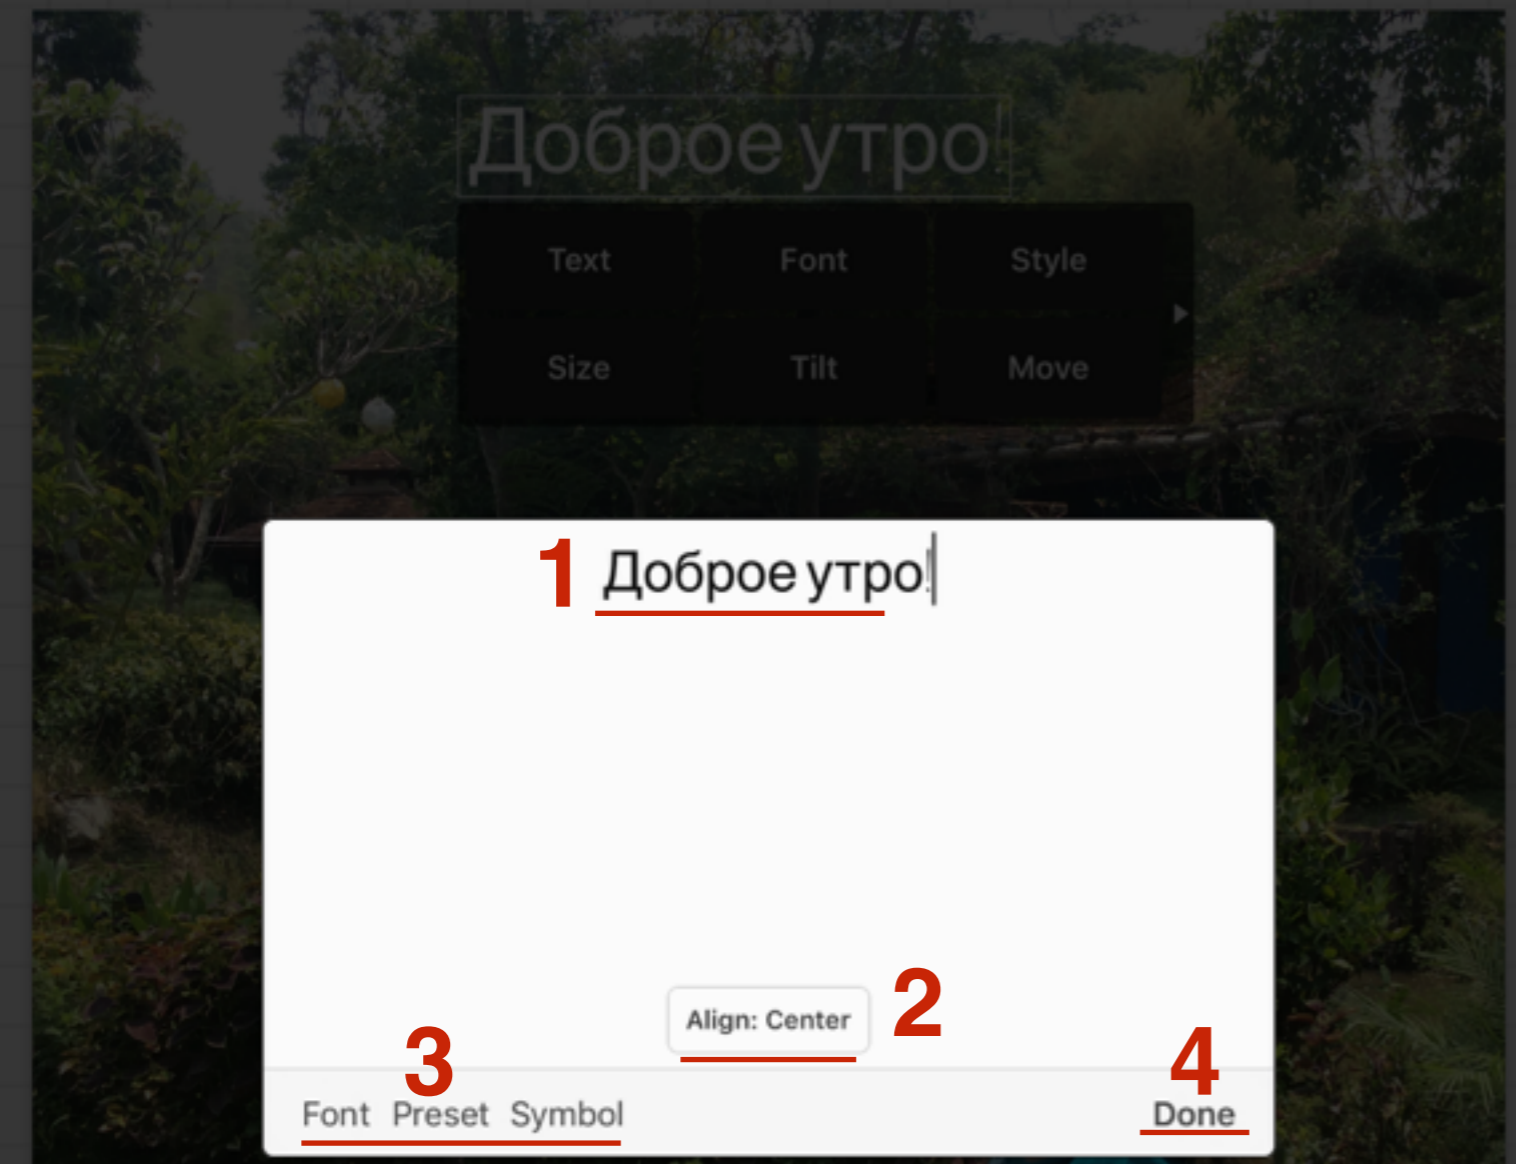 Доброе утро
Text Font Style
Size Tilt Move
1 Доброе утро!
Align: Center 2
3 4
Font Preset Symbol Done